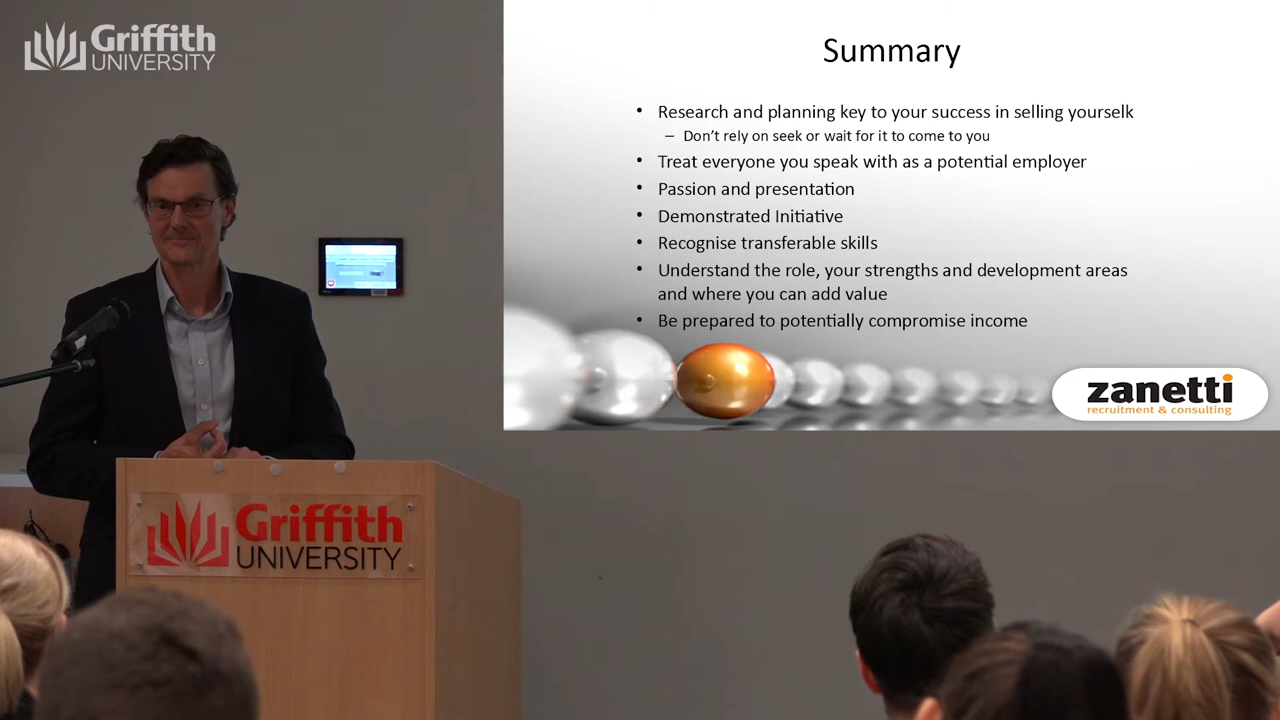 Griffith
UNIVERSITY
Summary
• Research and planning key to your success in selling yourselk
– Don't rely on seek or wait for it to come to you
• Treat everyone you speak with as a potential employer
• Passion and presentation
• Demonstrated Initiative
• Recognise transferable skills
• Understand the role, your strengths and development areas
and where you can add value
• Be prepared to potentially compromise income
zanetti
recruitment & consulting
Griffith
UNIVERSITY